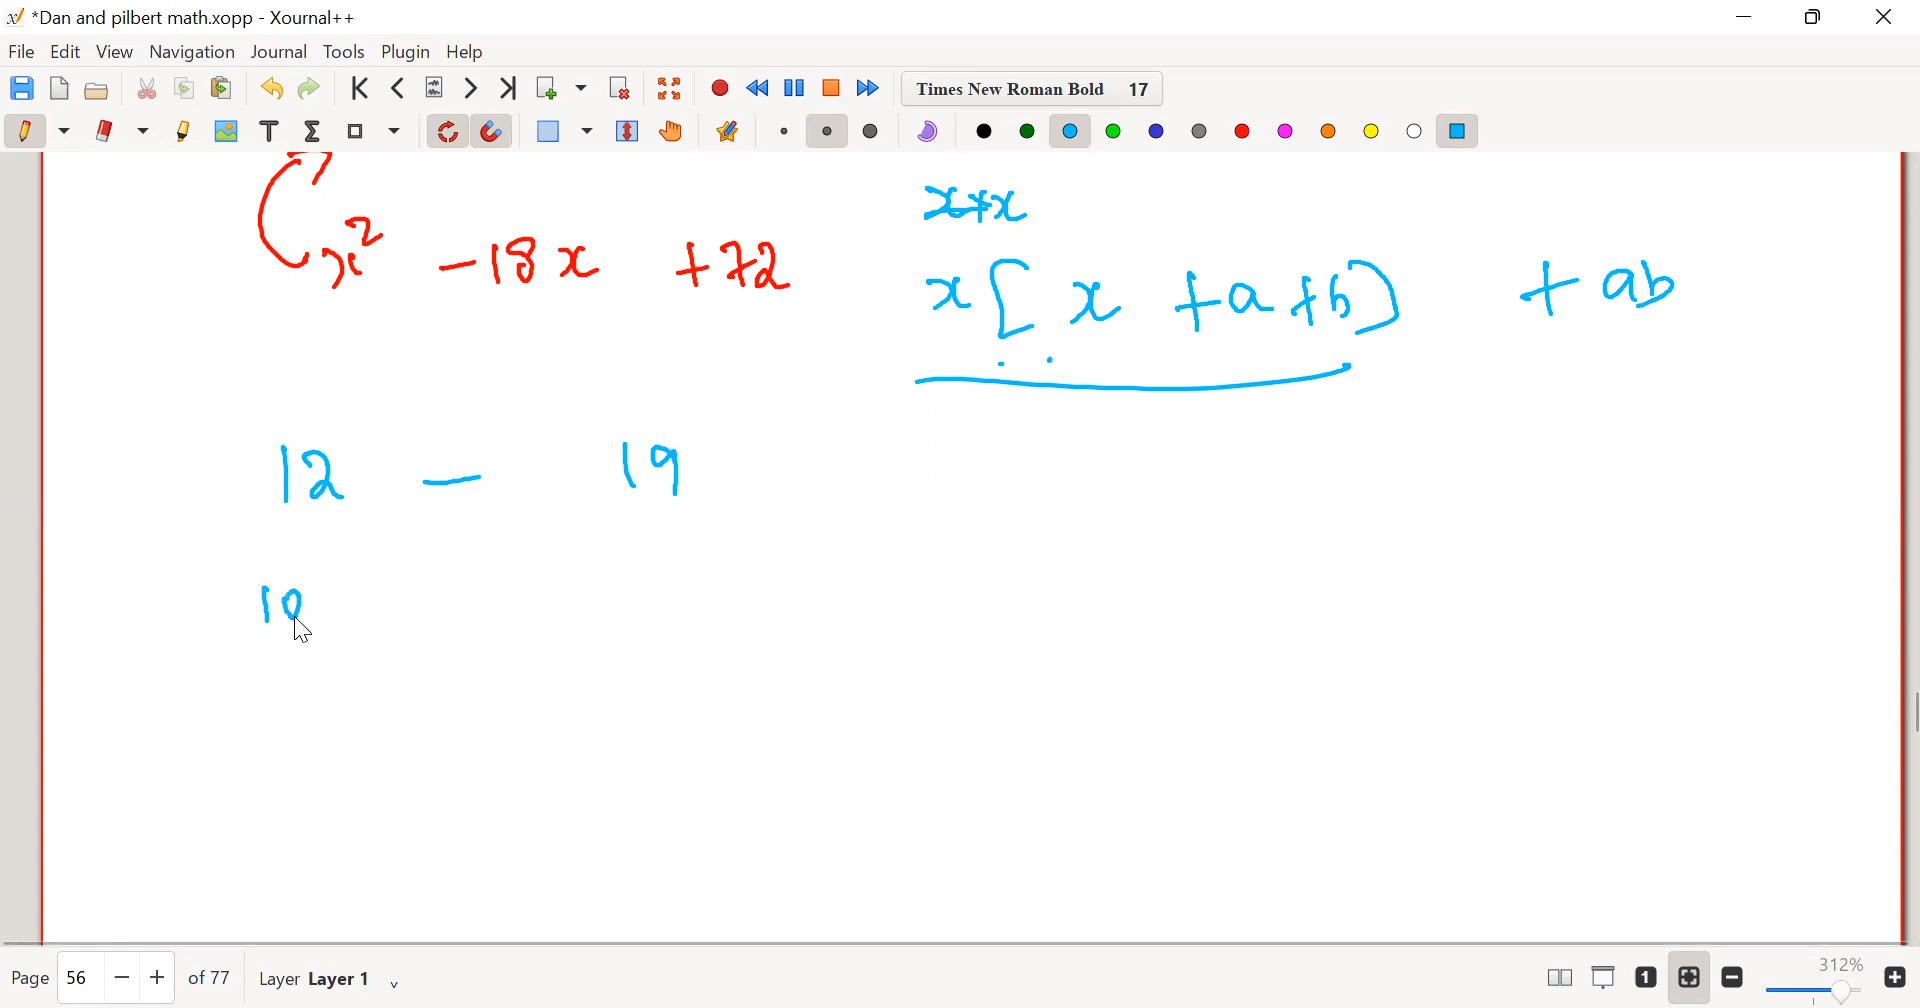 *Dan and pilbert math.xopp - Xournal++
File Edit View Navigation Journal Tools Plugin Help
Times New Roman Bold 17
x+x
x² -18x +72
x[x +a+b] + ab
12 - 19
10
Page 56 of 77 Layer Layer 1
312%